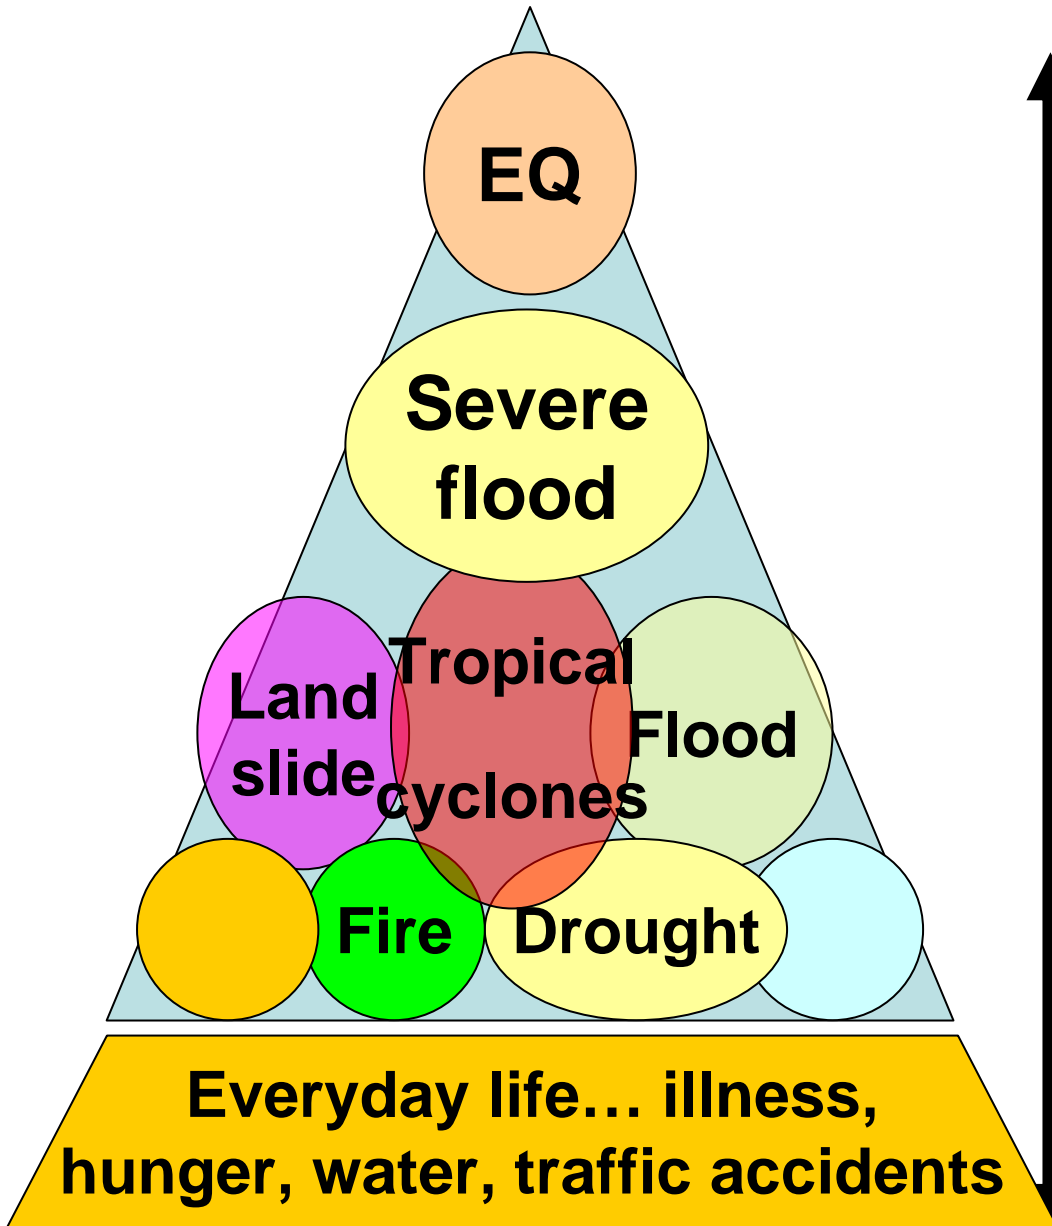 EQ
Severe
flood
Land
slide
Tropical
cyclones
Flood
Fire
Drought
Everyday life… illness,
hunger, water, traffic accidents